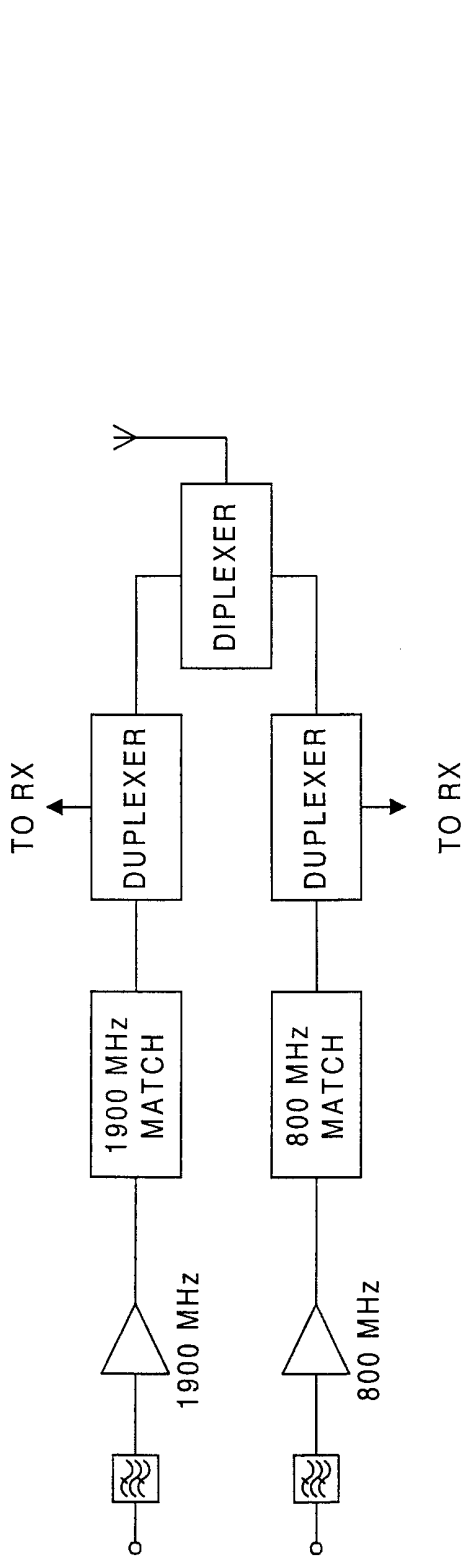 1900 MHz
1900 MHz
MATCH
DUPLEXER
TO RX
DIPLEXER
800 MHz
800 MHz
MATCH
DUPLEXER
TO RX